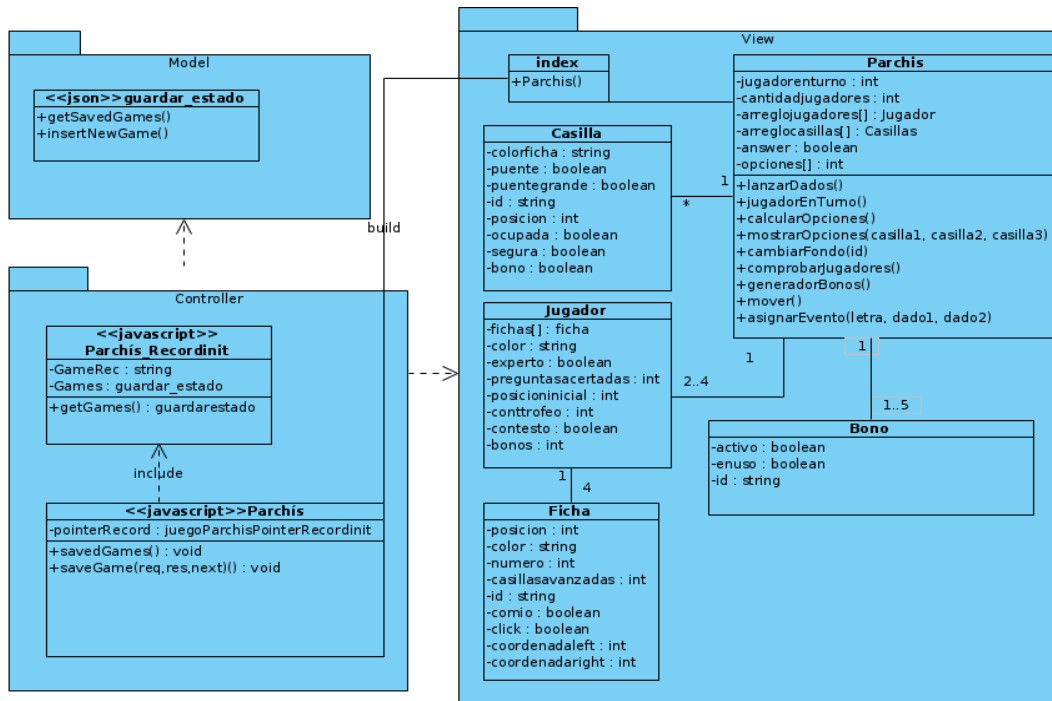 Model
<<json>>guardar_estado
+getSavedGames()
+insertNewGame()
build
Controller
<<javascript>>
Parchís_Recordinit
-GameRec : string
-Games : guardar_estado
+getGames() : guardarestado
include
<<javascript>>Parchís
-pointerRecord : juegoParchisPointerRecordinit
+savedGames() : void
+saveGame(req,res,next)() : void
View
index
+Parchis()
Parchis
-jugadorenturno : int
-cantidadjugadores : int
-arreglojugadores[] : Jugador
-arreglocasillas[] : Casillas
-answer : boolean
-opciones[] : int
+lanzarDados()
+jugadorEnTurno()
+calcularOpciones()
+mostrarOpciones(casilla1, casilla2, casilla3)
+cambiarFondo(id)
+comprobarJugadores()
+generadorBonos()
+mover()
+asignarEvento(letra, dado1, dado2)
Casilla
-colorficha : string
-puente : boolean
-puentegrande : boolean
-id : string
-posicion : int
-ocupada : boolean
-segura : boolean
-bono : boolean
1
*
Jugador
-fichas[] : ficha
-color : string
-experto : boolean
-preguntasacertadas : int
-posicioninicial : int
-conttrofeo : int
-contesto : boolean
-bonos : int
1
2..4
1
1..5
Bono
-activo : boolean
-enuso : boolean
-id : string
1
4
Ficha
-posicion : int
-color : string
-numero : int
-casillasavanzadas : int
-id : string
-comio : boolean
-click : boolean
-coordenadaleft : int
-coordenadaright : int